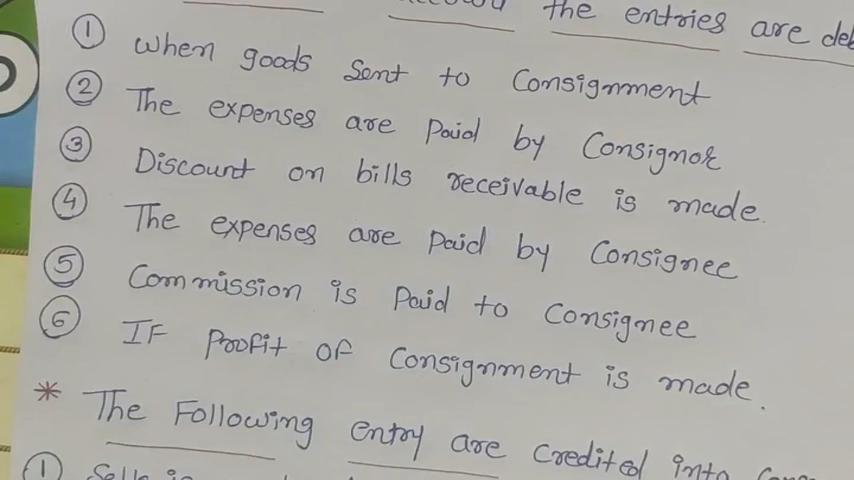 the entries are deb
① When goods Sent to Consignment
② The expenses are Paid by Consignor
③ Discount on bills receivable is made.
④ The expenses are Paid by Consignee
⑤ Commission is Paid to Consignee
⑥ IF Profit of Consignment is made.
* The Following entry are credited into
①